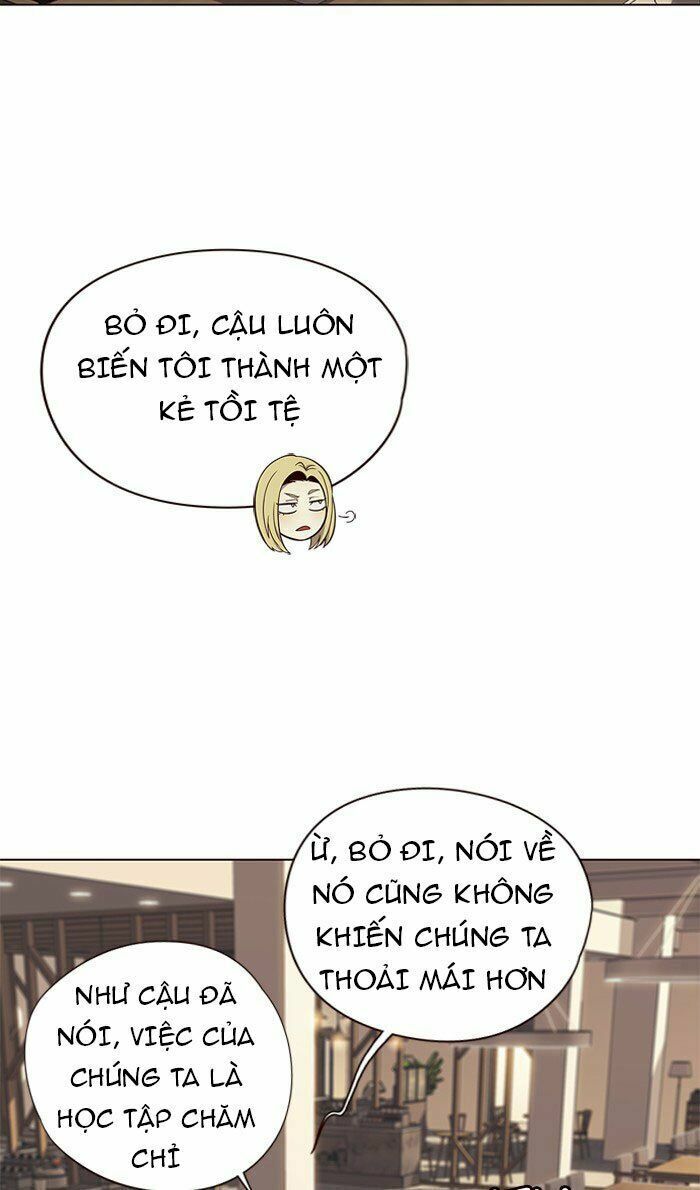 BỎ ĐI, CẬU LUÔN
BIẾN TÔI THÀNH MỘT
KẺ TỒI TỆ
Ừ, BỎ ĐI, NÓI VỀ
NÓ CŨNG KHÔNG
KHIẾN CHÚNG TA
THOẢI MÁI HƠN
NHƯ CẬU ĐÃ
NÓI, VIỆC CỦA
CHÚNG TA LÀ
HỌC TẬP CHĂM
CHỈ